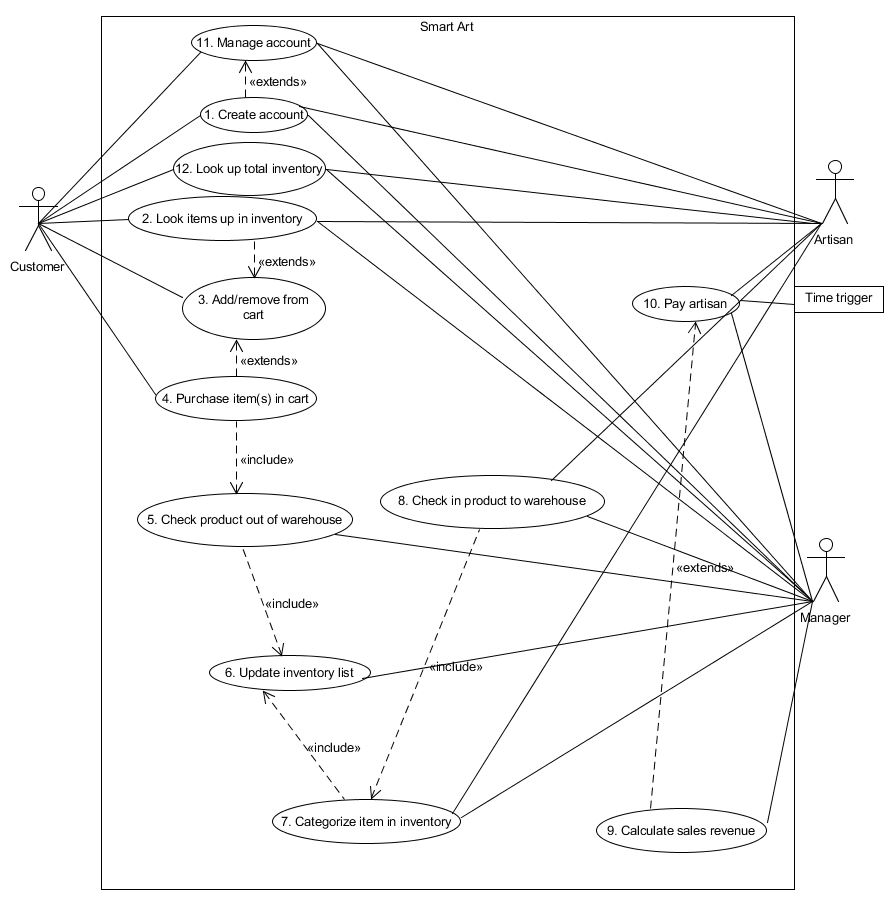 Smart Art
11. Manage account
«extends»
1. Create account
12. Look up total inventory
2. Look items up in inventory
Customer
Artisan
«extends»
3. Add/remove from
cart
10. Pay artisan
Time trigger
«extends»
4. Purchase item(s) in cart
«include»
8. Check in product to warehouse
5. Check product out of warehouse
«extends»
«include»
Manager
6. Update inventory list
«include»
«include»
7. Categorize item in inventory
9. Calculate sales revenue